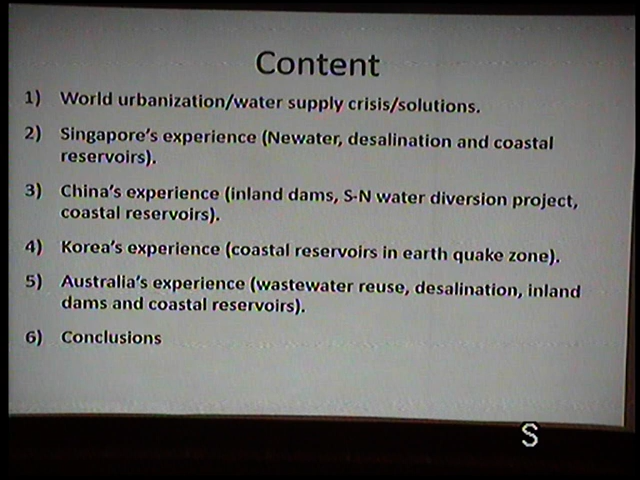 Content
1) World urbanization/water supply crisis/solutions.
2) Singapore's experience (Newater, desalination and coastal
reservoirs).
3) China's experience (inland dams, S-N water diversion project,
coastal reservoirs).
4) Korea's experience (coastal reservoirs in earth quake zone).
5) Australia's experience (wastewater reuse, desalination, inland
dams and coastal reservoirs).
6) Conclusions
S